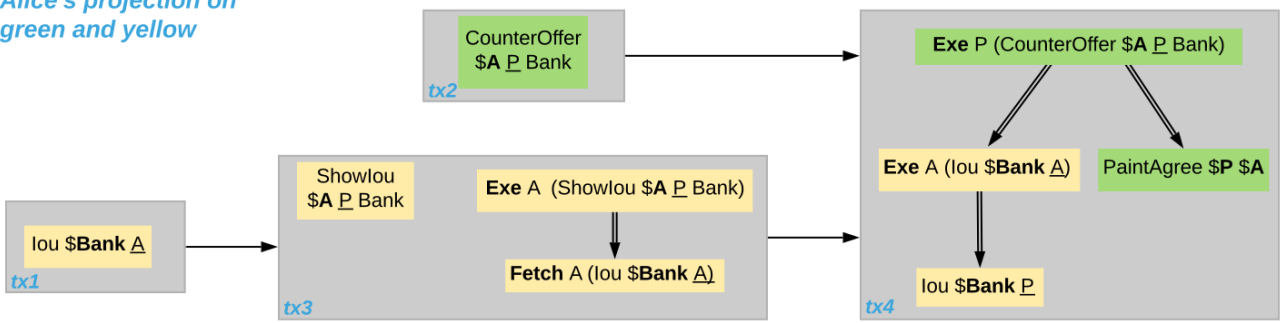 Alice's projection on
green and yellow
CounterOffer
$A P Bank
tx2
Exe P (CounterOffer $A P Bank)
Exe A (Iou $Bank A)
PaintAgree $P $A
Iou $Bank P
tx4
ShowIou
$A P Bank
Exe A (ShowIou $A P Bank)
Fetch A (Iou $Bank A)
tx3
Iou $Bank A
tx1